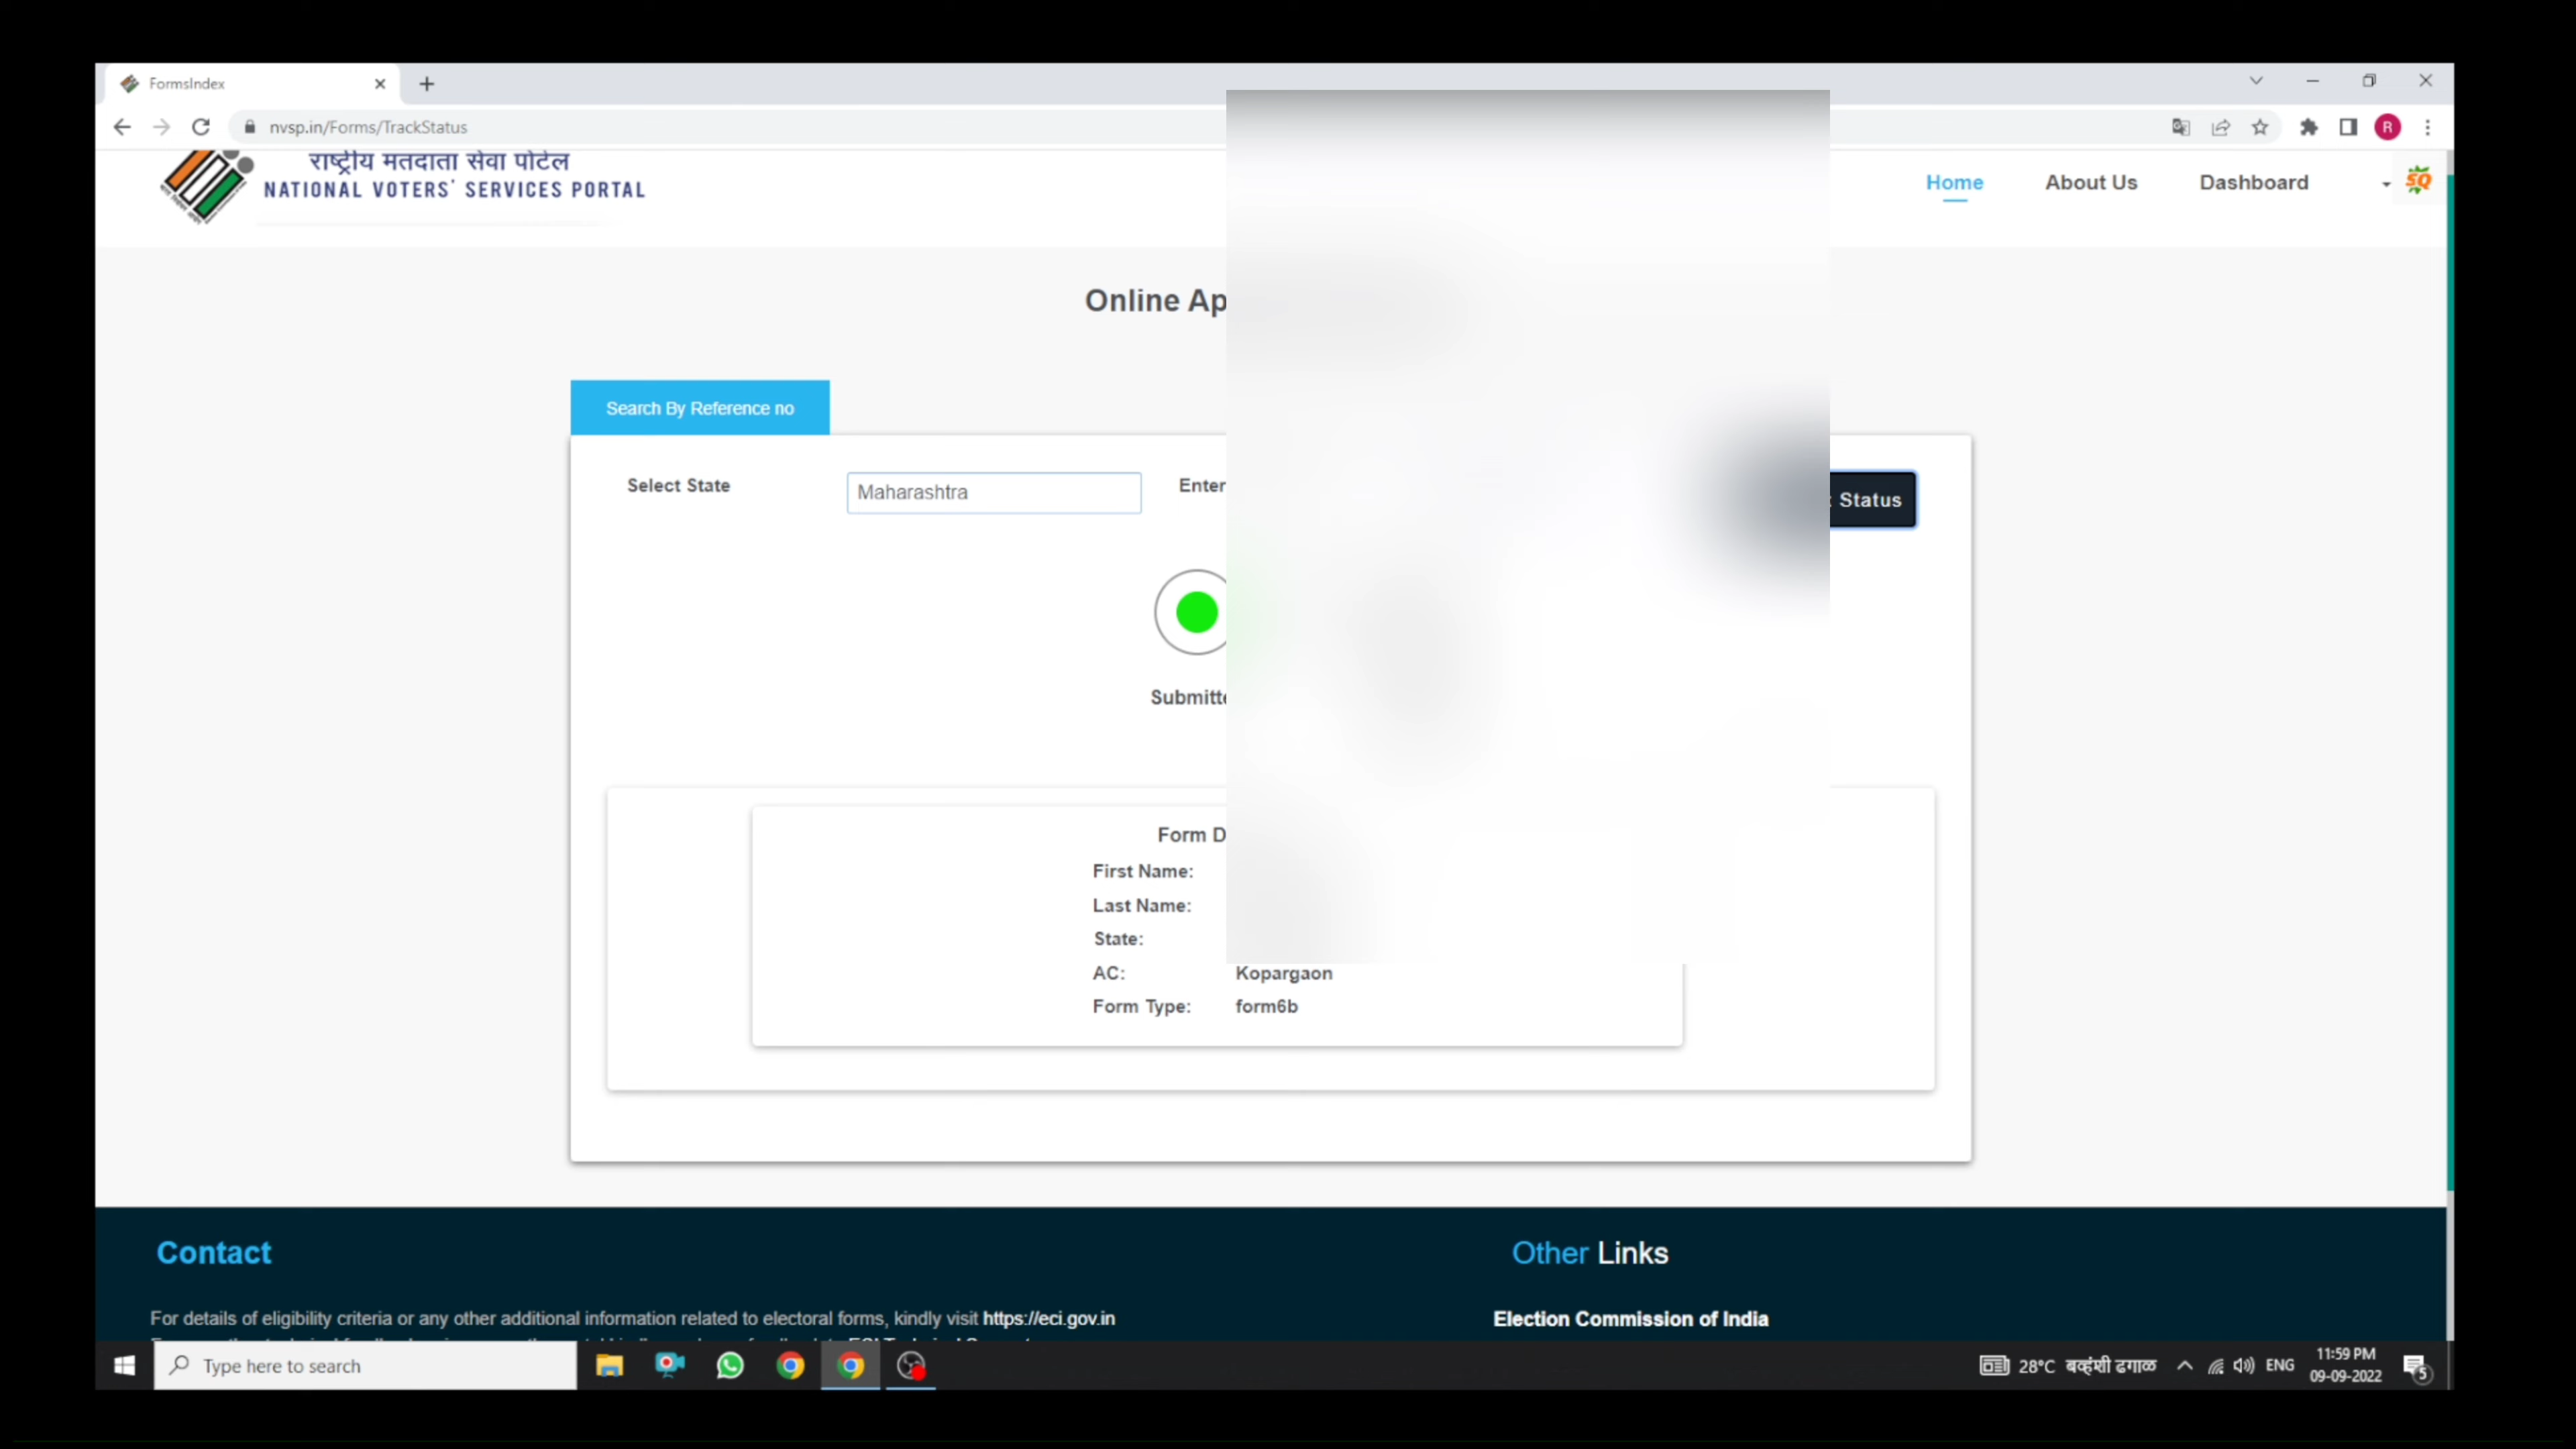 FormsIndex
nvsp.in/Forms/TrackStatus
R
राष्ट्रीय मतदाता सेवा पोर्टल
NATIONAL VOTERS' SERVICES PORTAL
Home About Us Dashboard
SQ
Online Ap
Search By Reference no
Select State Maharashtra Enter Status
Submitte
Form D
First Name:
Last Name:
State:
AC: Kopargaon
Form Type: form6b
Contact
Other Links
For details of eligibility criteria or any other additional information related to electoral forms, kindly visit https://eci.gov.in
Election Commission of India
Type here to search
28°C ENG
11:59 PM
09-09-2022
5